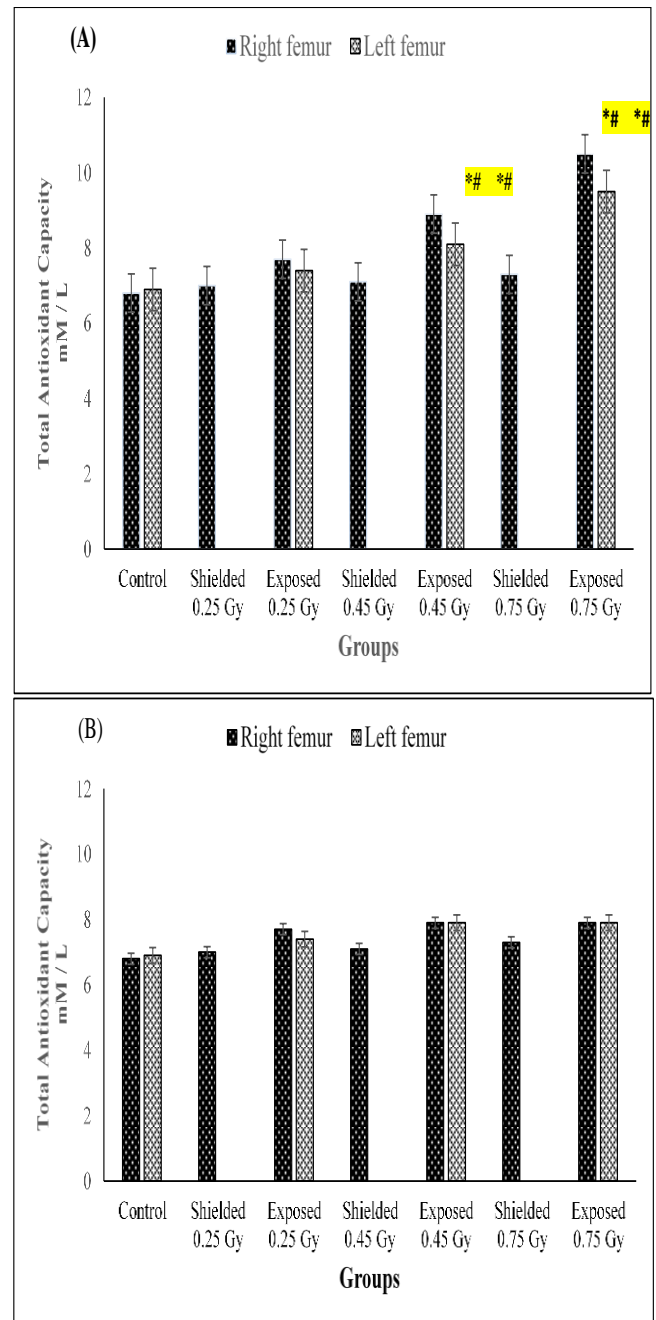 (A)
Right femur Left femur
12
10
8
6
4
2
0
Total Antioxidant Capacity
mM / L
*# *#
*# *#
Control Shielded Exposed Shielded Exposed Shielded Exposed
0.25 Gy 0.25 Gy 0.45 Gy 0.45 Gy 0.75 Gy 0.75 Gy
Groups
(B)
Right femur Left femur
12
10
8
6
4
2
0
Total Antioxidant Capacity
mM / L
Control Shielded Exposed Shielded Exposed Shielded Exposed
0.25 Gy 0.25 Gy 0.45 Gy 0.45 Gy 0.75 Gy 0.75 Gy
Groups